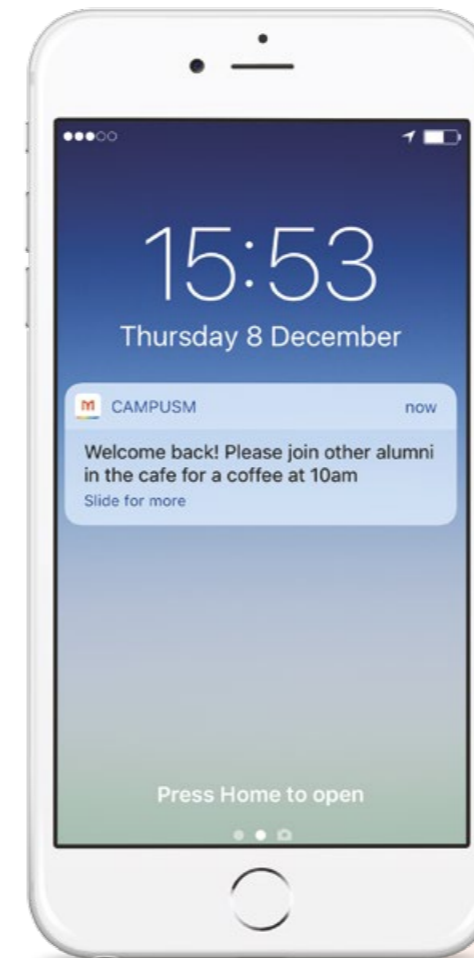 15:53
Thursday 8 December
m CAMPUSM now
Welcome back! Please join other alumni
in the cafe for a coffee at 10am
Slide for more
Press Home to open